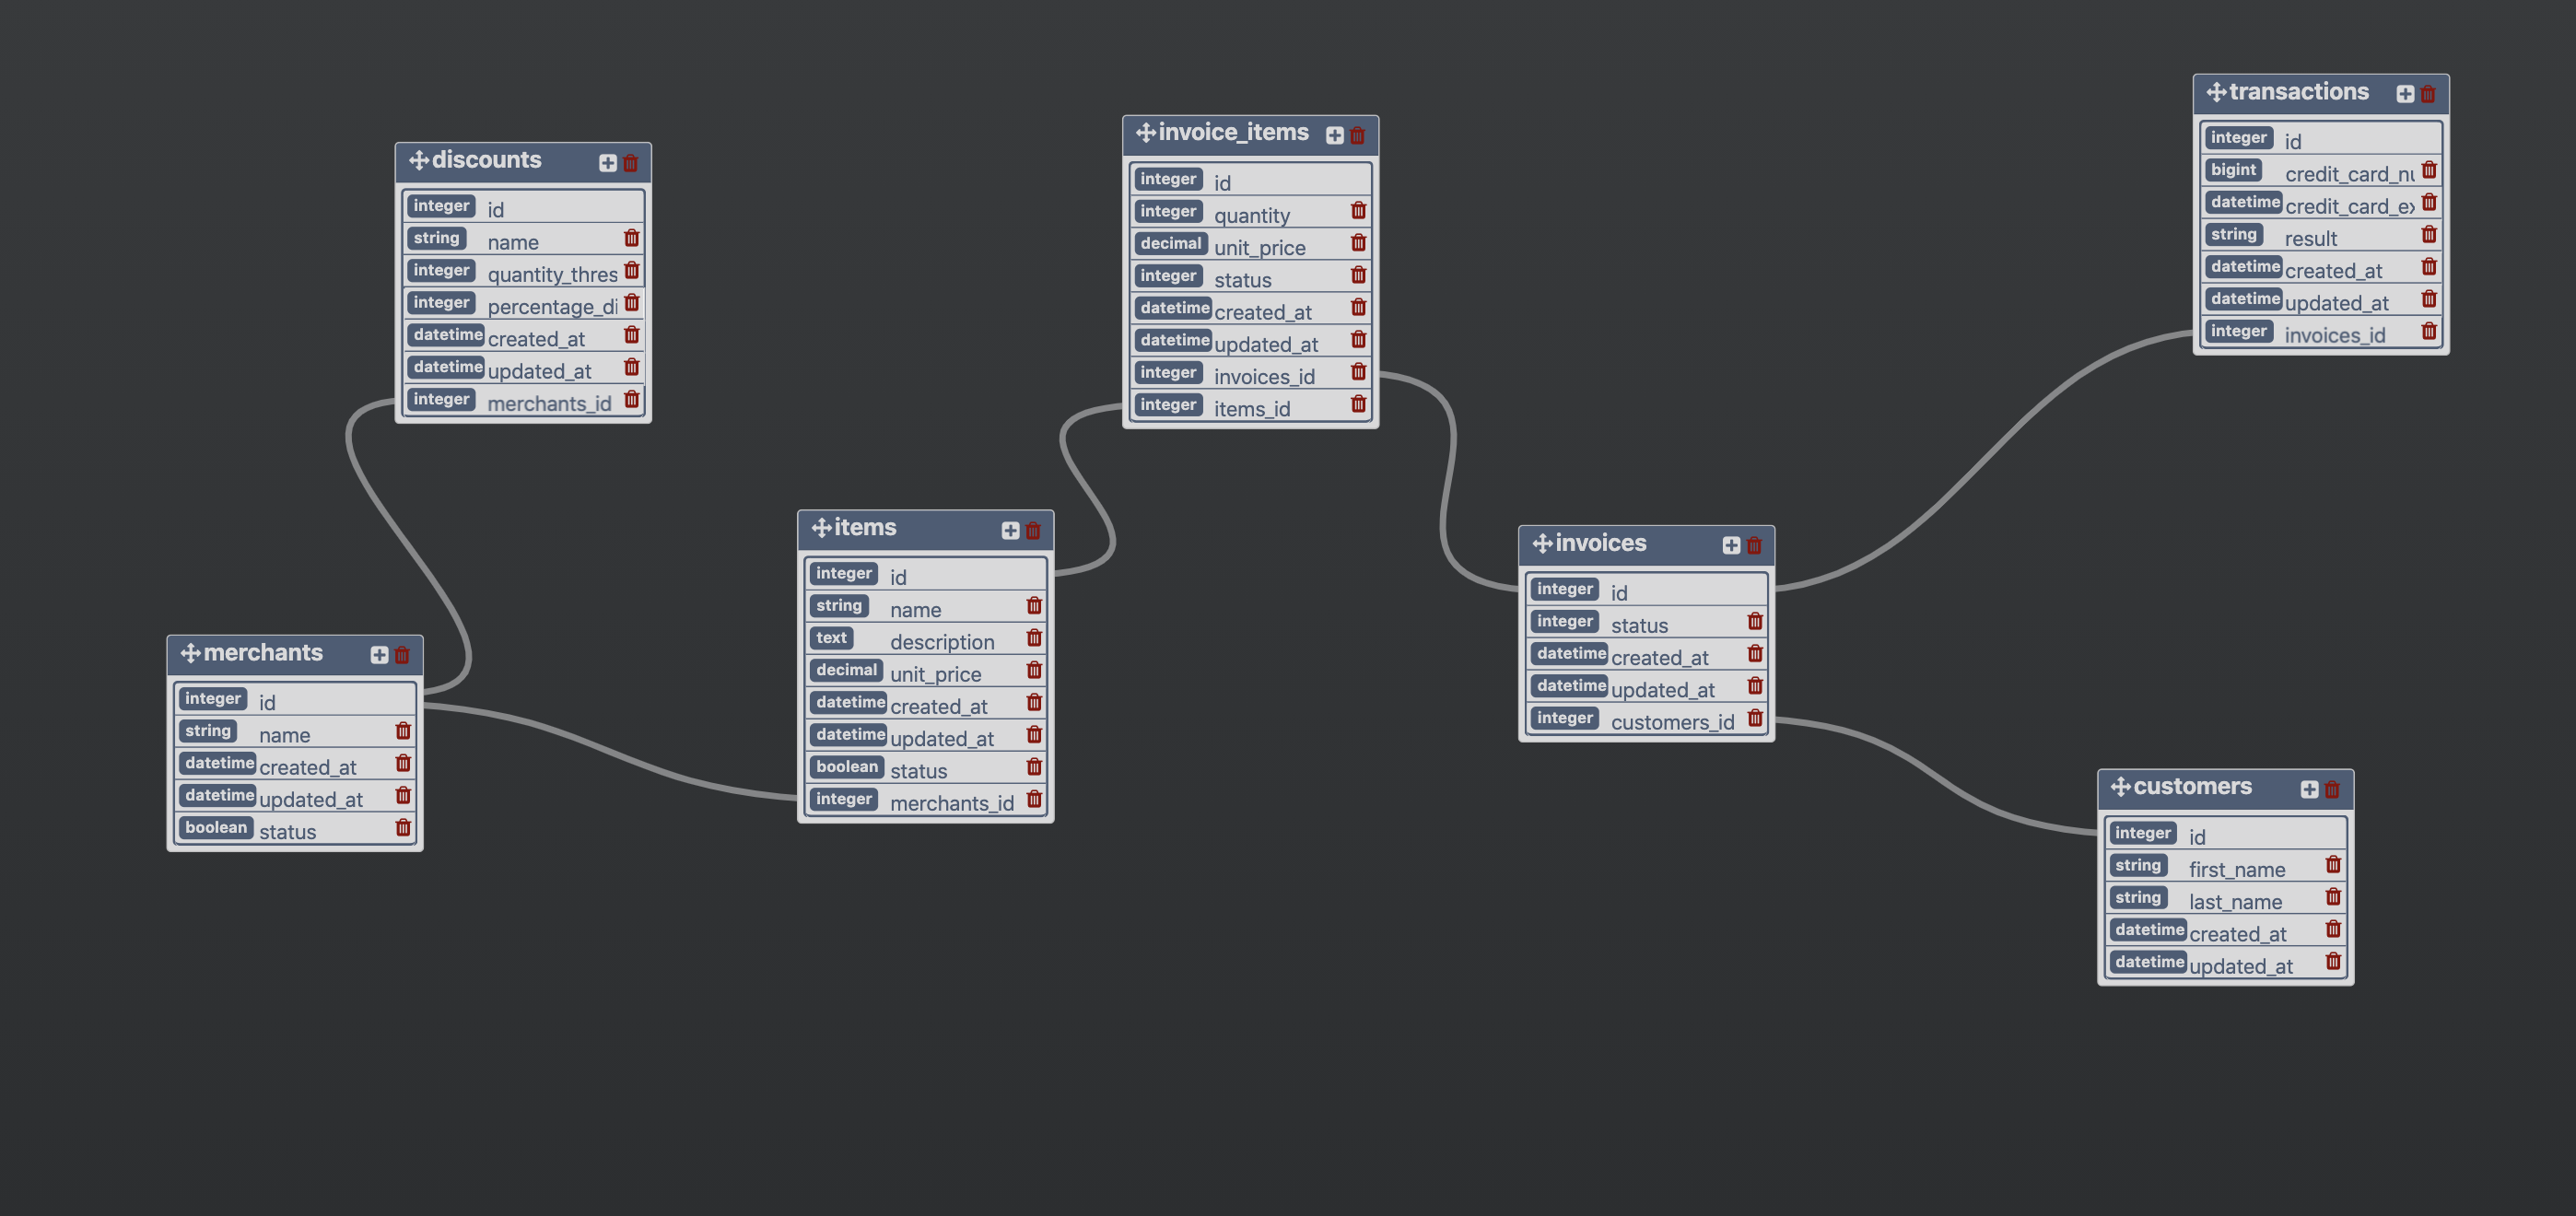 discounts
integer id
string name
integer quantity_thres
integer percentage_di
datetime created_at
datetime updated_at
integer merchants_id
merchants
integer id
string name
datetime created_at
datetime updated_at
boolean status
items
integer id
string name
text description
decimal unit_price
datetime created_at
datetime updated_at
boolean status
integer merchants_id
invoice_items
integer id
integer quantity
decimal unit_price
integer status
datetime created_at
datetime updated_at
integer invoices_id
integer items_id
invoices
integer id
integer status
datetime created_at
datetime updated_at
integer customers_id
transactions
integer id
bigint credit_card_nu
datetime credit_card_ex
string result
datetime created_at
datetime updated_at
integer invoices_id
customers
integer id
string first_name
string last_name
datetime created_at
datetime updated_at